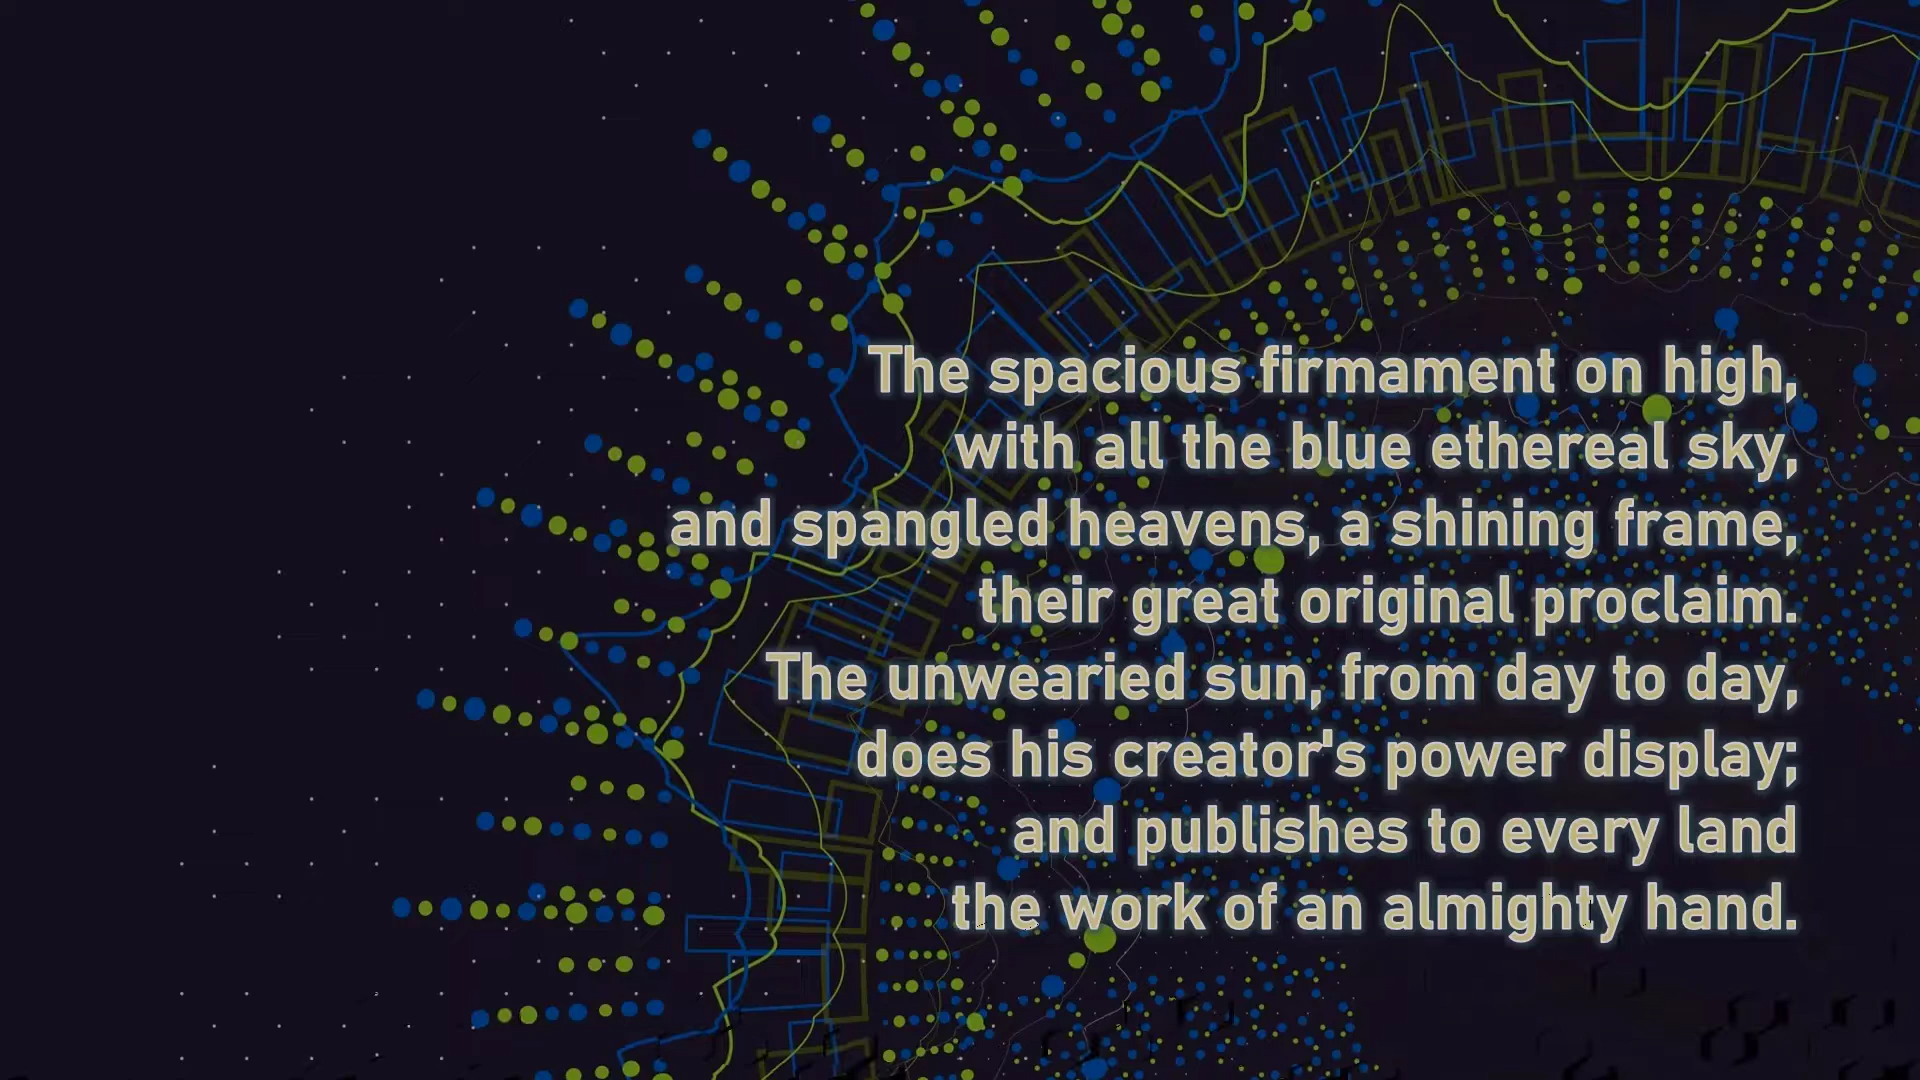 The spacious firmament on high,
with all the blue ethereal sky,
and spangled heavens, a shining frame,
their great original proclaim.
The unwearied sun, from day to day,
does his creator's power display;
and publishes to every land
the work of an almighty hand.